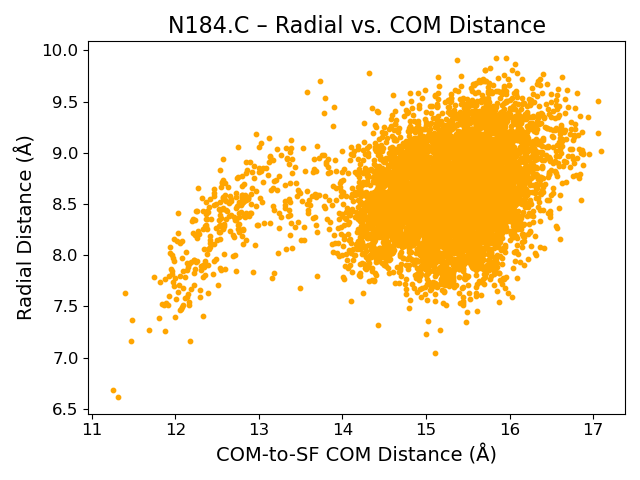 N184.C – Radial vs. COM Distance
10.0
9.5
9.0
8.5
8.0
7.5
7.0
6.5
Radial Distance (Å)
11 12 13 14 15 16 17
COM-to-SF COM Distance (Å)